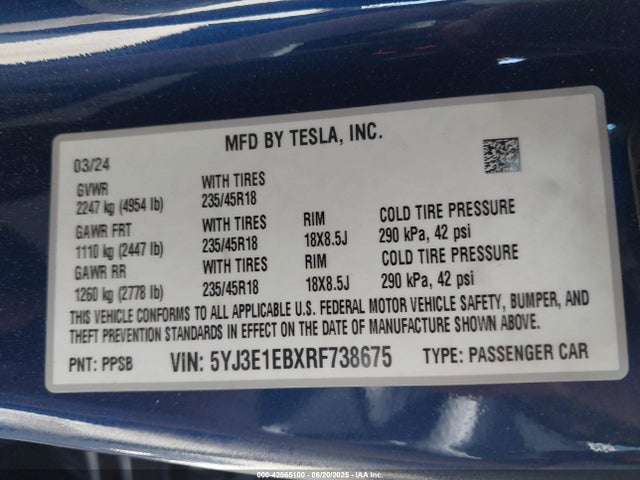 MFD BY TESLA, INC.
03/24
GVWR WITH TIRES
2247 kg (4954 lb) 235/45R18
GAWR FRT WITH TIRES RIM COLD TIRE PRESSURE
1110 kg (2447 lb) 235/45R18 18X8.5J 290 kPa, 42 psi
GAWR RR WITH TIRES RIM COLD TIRE PRESSURE
1260 kg (2778 lb) 235/45R18 18X8.5J 290 kPa, 42 psi
THIS VEHICLE CONFORMS TO ALL APPLICABLE U.S. FEDERAL MOTOR VEHICLE SAFETY, BUMPER, AND
THEFT PREVENTION STANDARDS IN EFFECT ON THE DATE OF MANUFACTURE SHOWN ABOVE.
PNT: PPSB VIN: 5YJ3E1EBXRF738675 TYPE: PASSENGER CAR
000-42565100 - 06/20/2025 - IAA Inc.